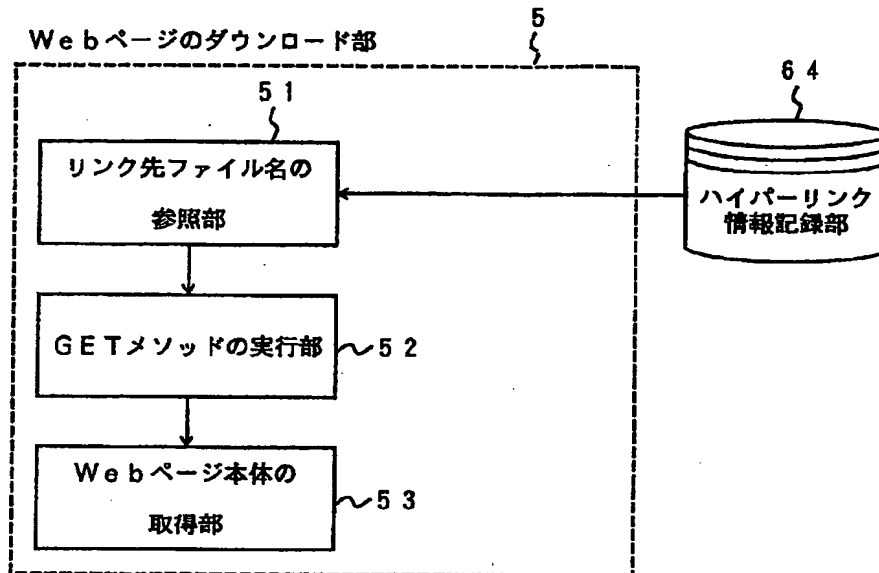 Ｗｅｂページのダウンロード部
５
５１
６４
リンク先ファイル名の
参照部
ハイパーリンク
情報記録部
ＧＥＴメソッドの実行部
５２
Ｗｅｂページ本体の
取得部
５３